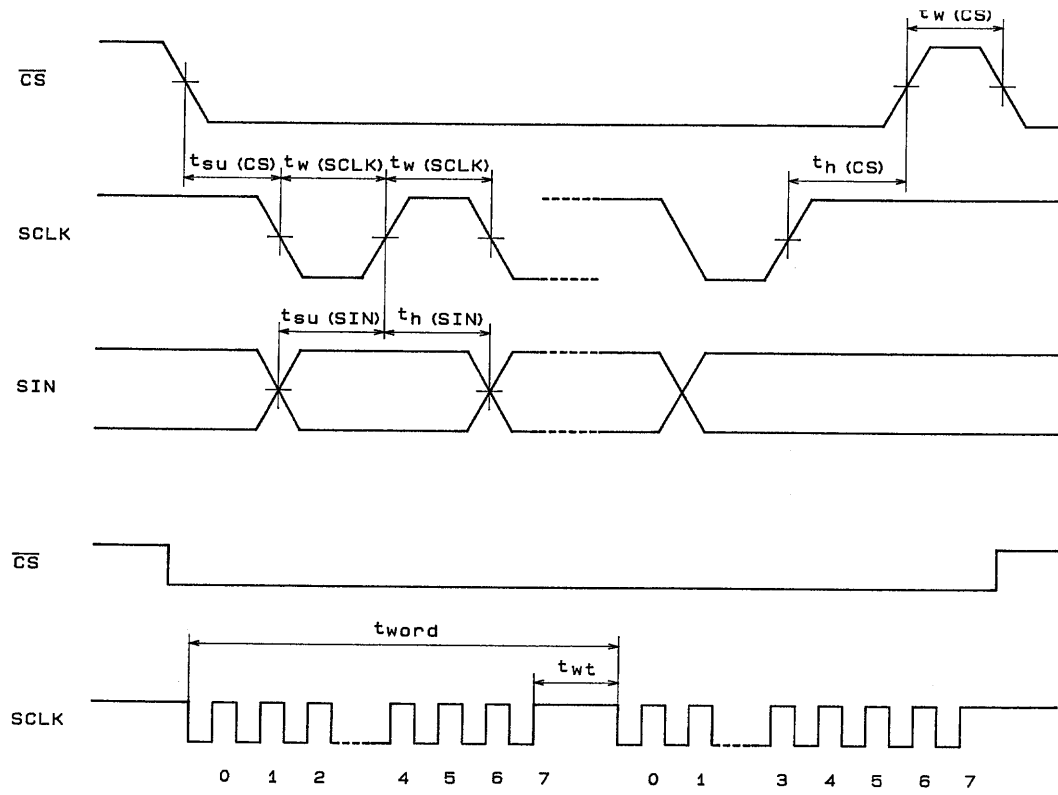 tW (CS)
CS
tsu (CS) tw (SCLK) tw (SCLK)
th (CS)
SCLK
tsu (SIN) th (SIN)
SIN
CS
tword
twt
SCLK
0 1 2 4 5 6 7 0 1 3 4 5 6 7